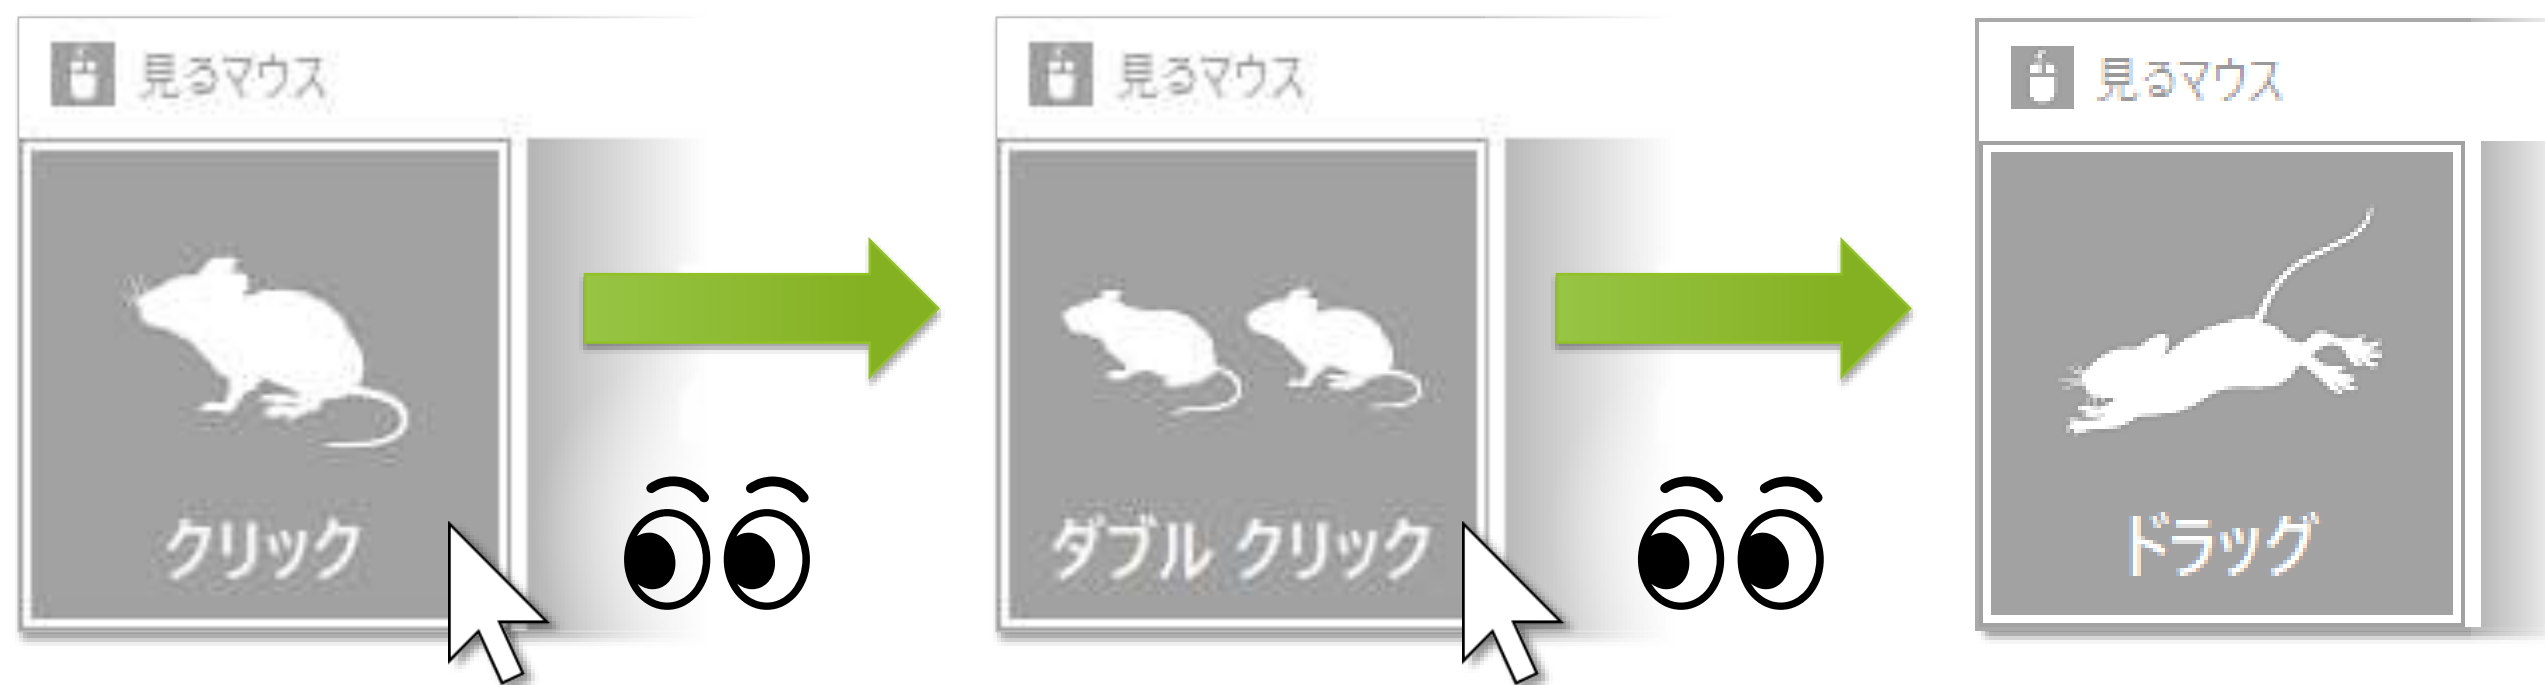 見るマウス
クリック
見るマウス
ダブル クリック
見るマウス
ドラッグ